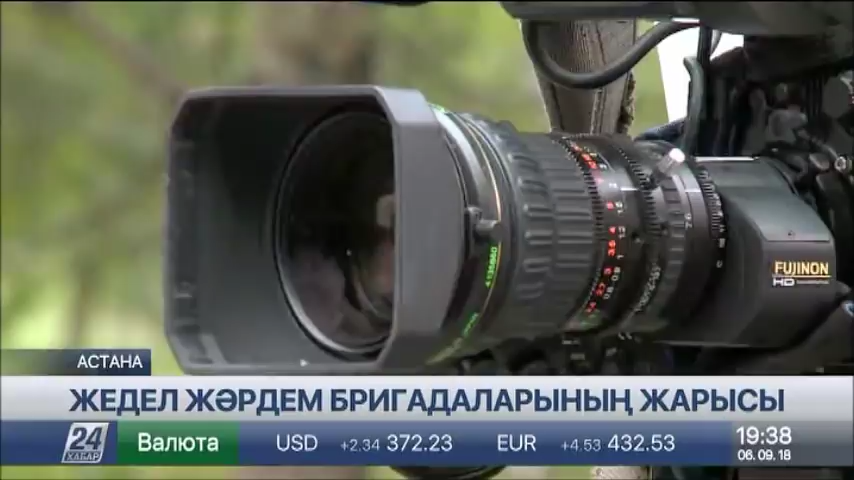 FUJINON
HD
4135860
АСТАНА
ЖЕДЕЛ ЖӘРДЕМ БРИГАДАЛАРЫНЫҢ ЖАРЫСЫ
24 ХАБАР Валюта USD +2.34 372.23 EUR +4.53 432.53 19:38
06.09.18